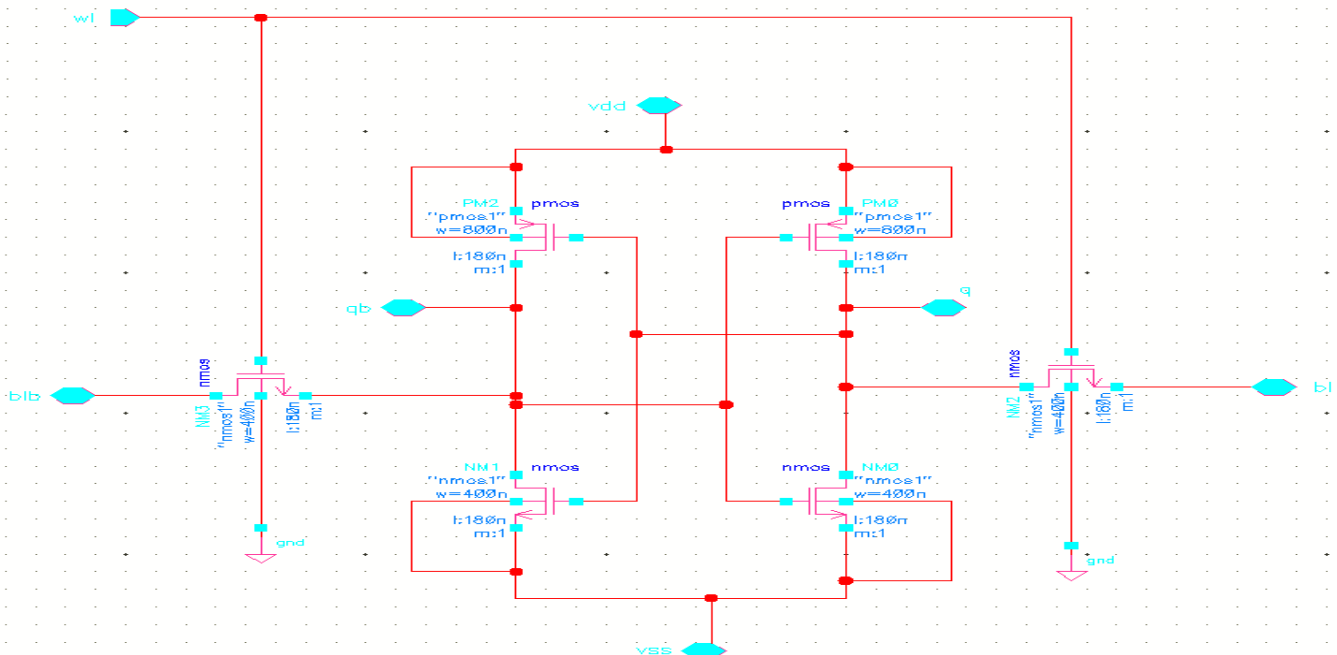 wl
vdd
PM2 pmos
"pmos1"
w=800n
l:180n
m:1
pmos PM0
"pmos1"
w=800n
l:180n
m:1
qb
q
blb
nmos
NM3
"nmos1"
w=400n
l:180n
m:1
gnd
NM1 nmos
"nmos1"
w=400n
l:180n
m:1
nmos NM0
"nmos1"
w=400n
l:180n
m:1
nmos
NM2
"nmos1"
w=400n
l:180n
m:1
gnd
bl
vss